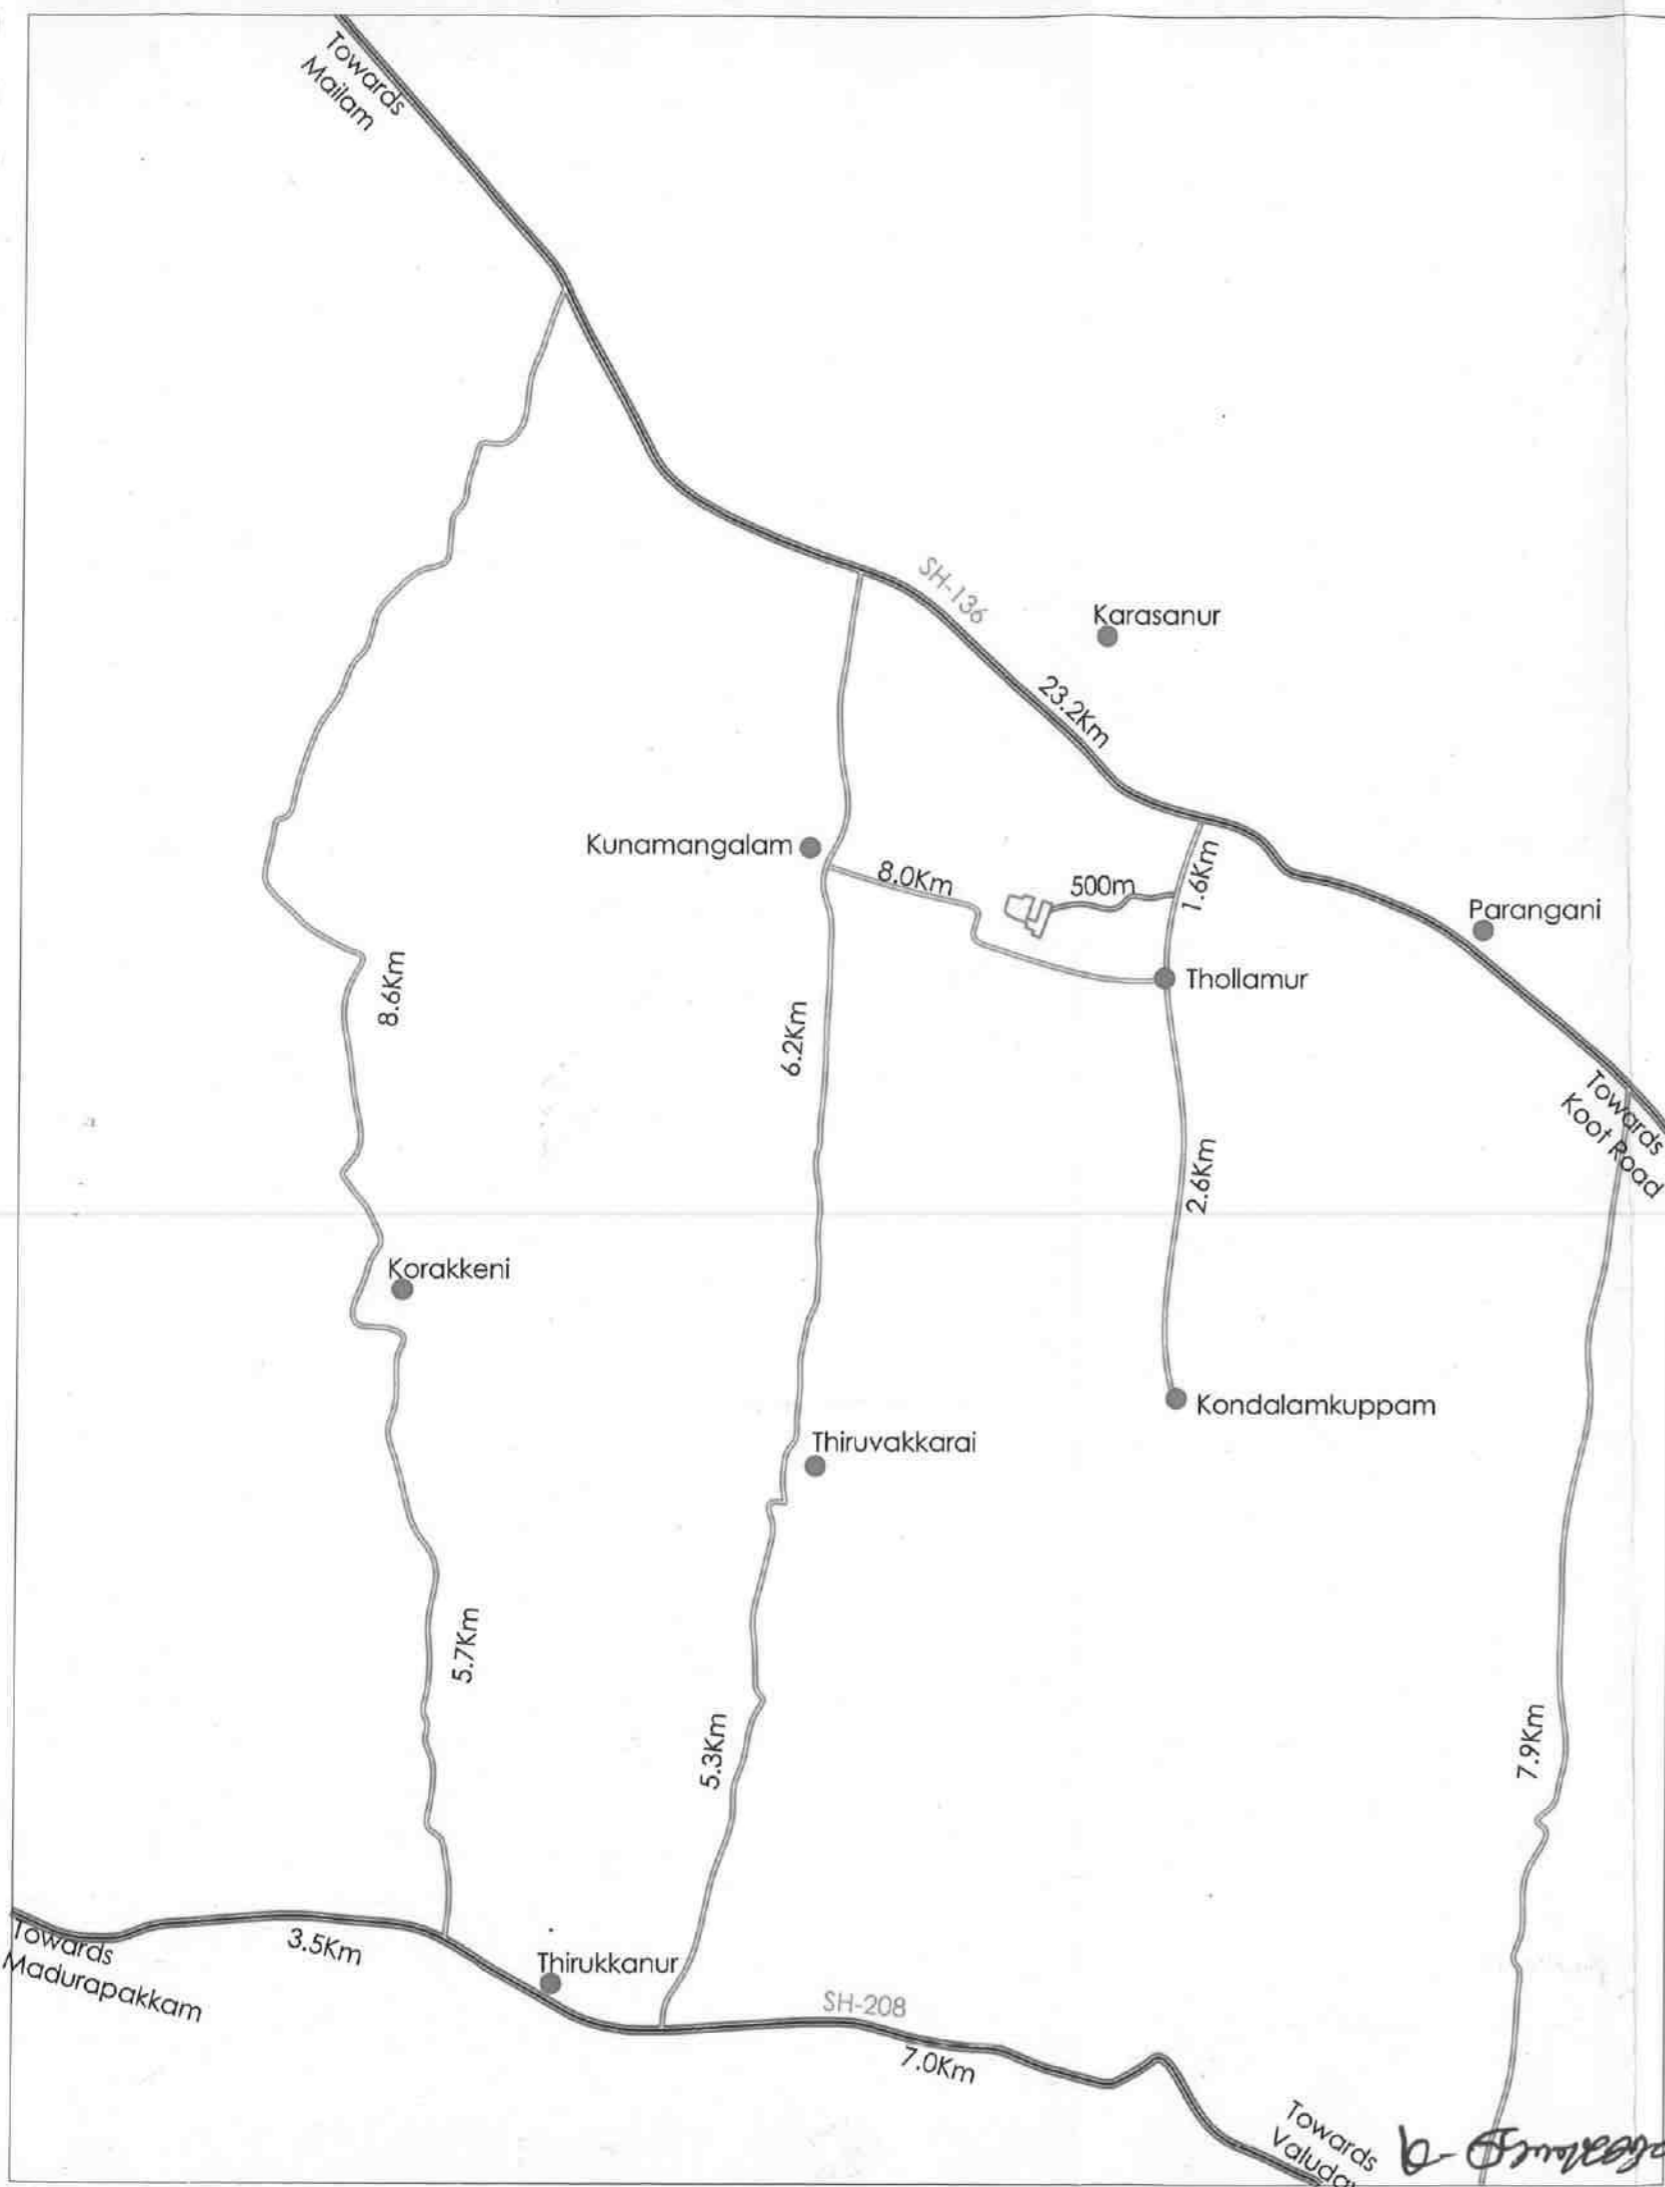 Towards
Mailam
SH-136
Karasanur
23.2Km
Kunamangalam
8.0Km
500m
1.6Km
Parangani
Thollamur
8.6Km
6.2Km
Towards
Koot Road
2.6Km
Korakkeni
Kondalamkuppam
Thiruvakkarai
5.7Km
5.3Km
7.9Km
Towards
Madurapakkam
3.5Km
Thirukkanur
SH-208
7.0Km
Towards